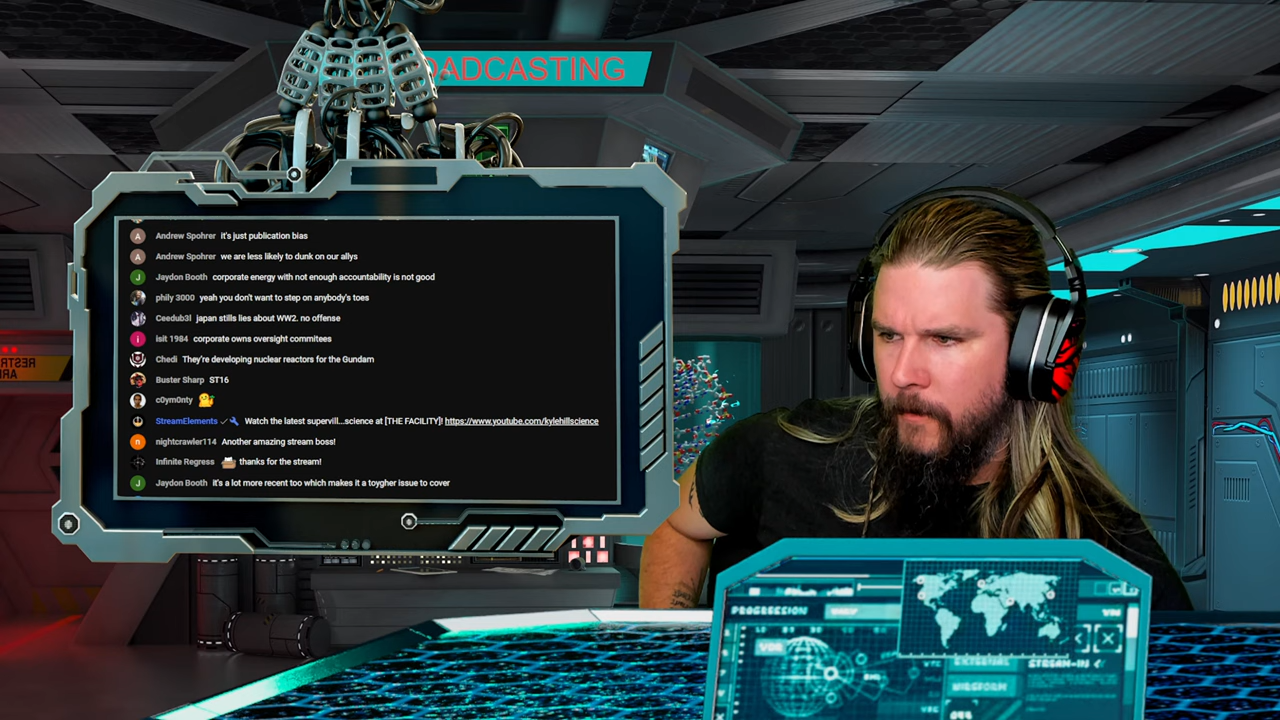 OADCASTING
Andrew Spohrer it's just publication bias
Andrew Spohrer we are less likely to dunk on our allys
Jaydon Booth corporate energy with not enough accountability is not good
phily 3000 yeah you don't want to step on anybody's toes
Ceedub3l japan stills lies about WW2. no offense
isit 1984 corporate owns oversight commitees
Chedi They're developing nuclear reactors for the Gundam
Buster Sharp ST16
c0ym0nty
StreamElements Watch the latest supervill...science at [THE FACILITY]! https://www.youtube.com/kylehillscience
nightcrawler114 Another amazing stream boss!
Infinite Regress thanks for the stream!
Jaydon Booth it's a lot more recent too which makes it a toygher issue to cover
PROGRESSION
STREAM-IN